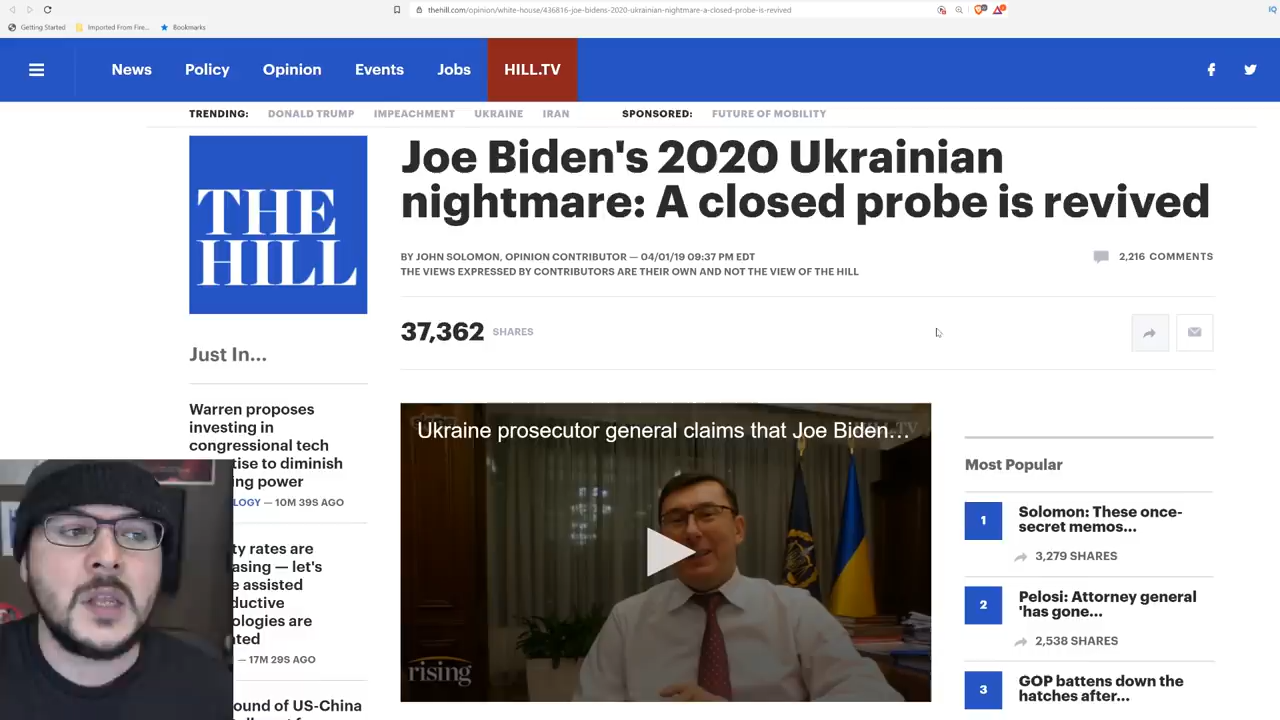 thehill.com/opinion/white-house/436816-joe-bidens-2020-ukrainian-nightmare-a-closed-probe-is-revived
Getting Started
Imported From Fire...
Bookmarks
News
Policy
Opinion
Events
Jobs
HILL.TV
TRENDING:
DONALD TRUMP
IMPEACHMENT
UKRAINE
IRAN
SPONSORED:
FUTURE OF MOBILITY
THE
HILL
Joe Biden's 2020 Ukrainian
nightmare: A closed probe is revived
BY JOHN SOLOMON, OPINION CONTRIBUTOR — 04/01/19 09:37 PM EDT
THE VIEWS EXPRESSED BY CONTRIBUTORS ARE THEIR OWN AND NOT THE VIEW OF THE HILL
2,216 COMMENTS
37,362 SHARES
Just In...
Warren proposes
investing in
congressional tech
tise to diminish
ing power
LOGY — 10M 39S AGO
ty rates are
asing — let's
e assisted
ductive
ologies are
ted
— 17M 29S AGO
ound of US-China
Ukraine prosecutor general claims that Joe Biden...
rising
Most Popular
1
Solomon: These once-
secret memos...
3,279 SHARES
2
Pelosi: Attorney general
'has gone...
2,538 SHARES
3
GOP battens down the
hatches after...